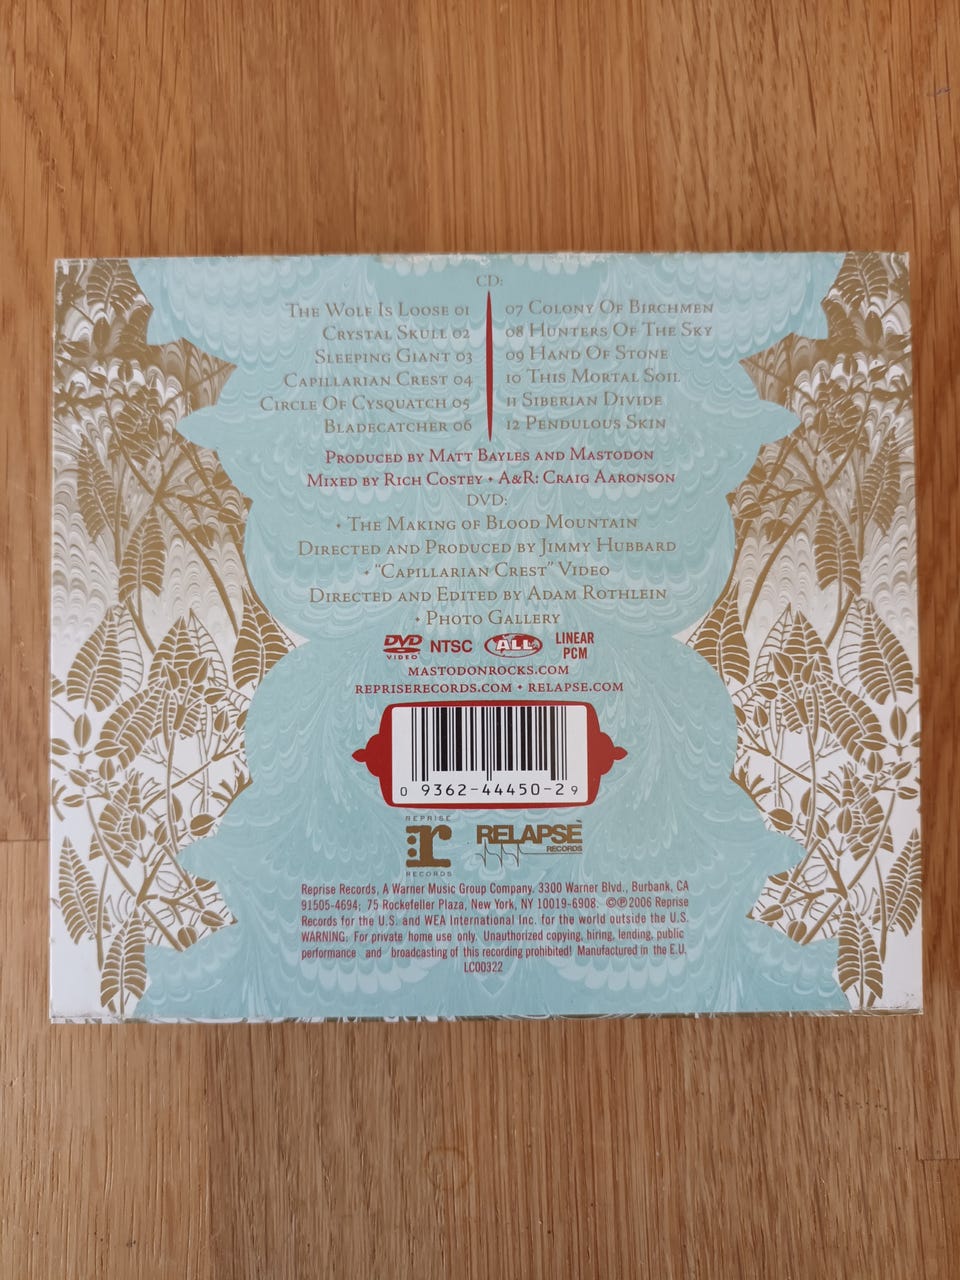 CD:
The Wolf Is Loose 01
Crystal Skull 02
Sleeping Giant 03
Capillarian Crest 04
Circle Of Cysquatch 05
Bladecatcher 06
07 Colony Of Birchmen
08 Hunters Of The Sky
09 Hand Of Stone
10 This Mortal Soil
11 Siberian Divide
12 Pendulous Skin
Produced by Matt Bayles and Mastodon
Mixed by Rich Costey • A&R: Craig Aaronson
DVD:
• The Making of Blood Mountain
Directed and Produced by Jimmy Hubbard
• "Capillarian Crest" Video
Directed and Edited by Adam Rothlein
• Photo Gallery
DVD VIDEO NTSC ALL LINEAR PCM
mastodonrocks.com
repriserecords.com • relapse.com
0 9362-44450-2 9
REPRISE
r
RECORDS
RELAPSE
RECORDS
Reprise Records, A Warner Music Group Company. 3300 Warner Blvd., Burbank, CA
91505-4694; 75 Rockefeller Plaza, New York, NY 10019-6908. ©℗2006 Reprise
Records for the U.S. and WEA International Inc. for the world outside the U.S.
WARNING: For private home use only. Unauthorized copying, hiring, lending, public
performance and broadcasting of this recording prohibited! Manufactured in the E.U.
LC00322